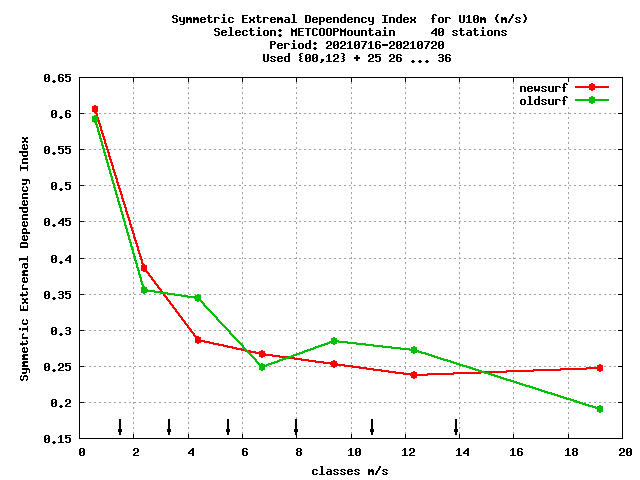 Symmetric Extremal Dependency Index  for U10m (m/s)
Selection: METCOOPMountain     40 stations
Period: 20210716-20210720
Used {00,12} + 25 26 ... 36
newsurf
oldsurf
Symmetric Extremal Dependency Index
0.65
0.6
0.55
0.5
0.45
0.4
0.35
0.3
0.25
0.2
0.15
0 2 4 6 8 10 12 14 16 18 20
classes m/s